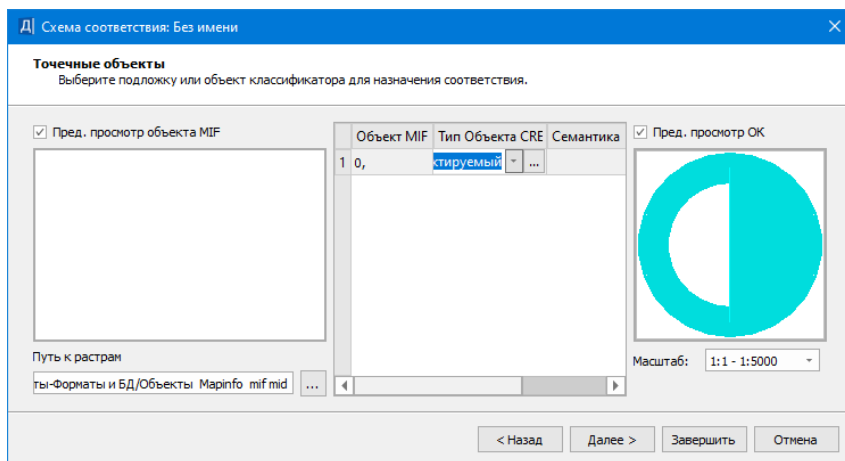 Д| Схема соответствия: Без имени
Точечные объекты
Выберите подложку или объект классификатора для назначения соответствия.
Пред. просмотр объекта MIF
Объект MIF Тип Объекта CRE Семантика
Пред. просмотр ОК
1 0, ктируемый ...
Путь к растрам
ты-Форматы и БД/Объекты Mapinfo mif mid ...
Масштаб: 1:1 - 1:5000
< Назад Далее > Завершить Отмена